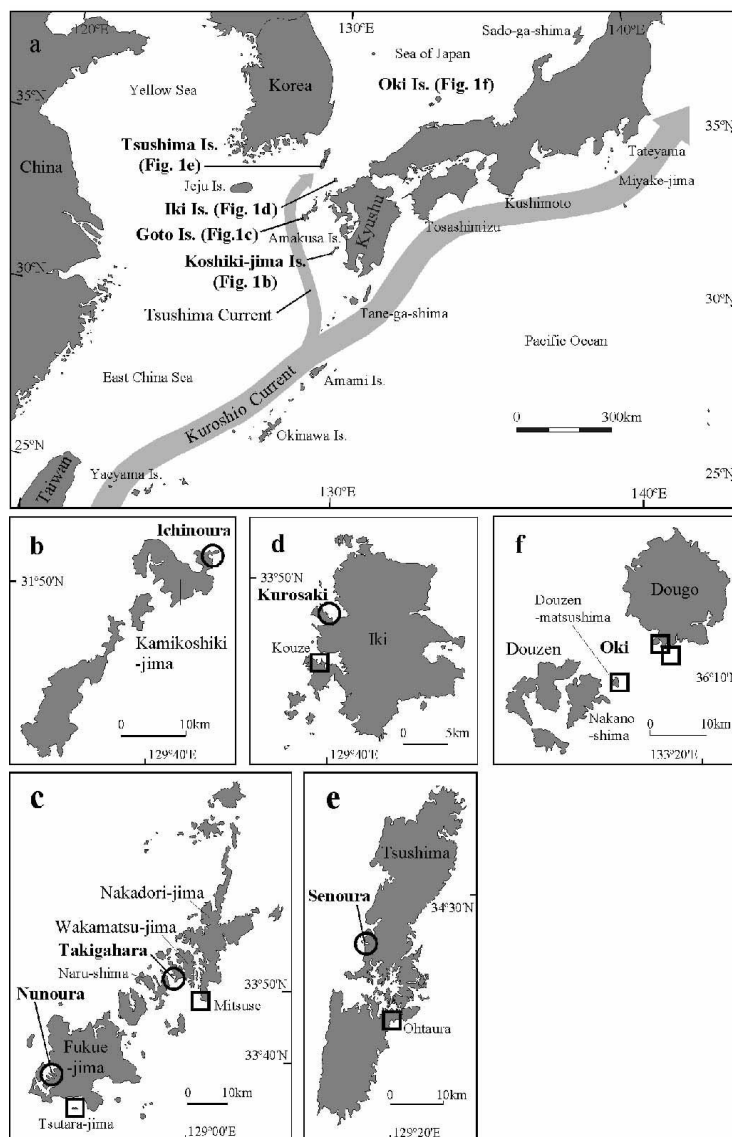 120°E
130°E
140°E
a
Sado-ga-shima
Sea of Japan
Korea
Yellow Sea
Oki Is. (Fig. 1f)
35°N
35°N
Tsushima Is.
(Fig. 1e)
China
Tateyama
Jeju Is.
Miyake-jima
Iki Is. (Fig. 1d)
Kyushu
Kushimoto
Goto Is. (Fig.1c)
Tosashimizu
Amakusa Is.
Koshiki-jima Is.
(Fig. 1b)
30°N
30°N
Tsushima Current
Tane-ga-shima
Pacific Ocean
East China Sea
Amami Is.
Kuroshio Current
0 300km
Okinawa Is.
25°N
25°N
Taiwan
Yaeyama Is.
130°E
140°E
b
Ichinoura
31°50'N
Kamikoshiki
-jima
0 10km
129°40'E
d
33°50'N
Kurosaki
Kouze
Iki
0 5km
129°40'E
f
Dougo
Douzen
-matsushima
Oki
Douzen
36°10'N
Nakano
-shima
0 10km
133°20'E
c
Nakadori-jima
Wakamatsu-jima
Takigahara
Naru-shima
33°50'N
Nunoura
Mitsuse
Fukue
-jima
33°40'N
0 10km
Tsutara-jima
129°00'E
e
Tsushima
Senoura
34°30'N
Ohtaura
0 10km
129°20'E